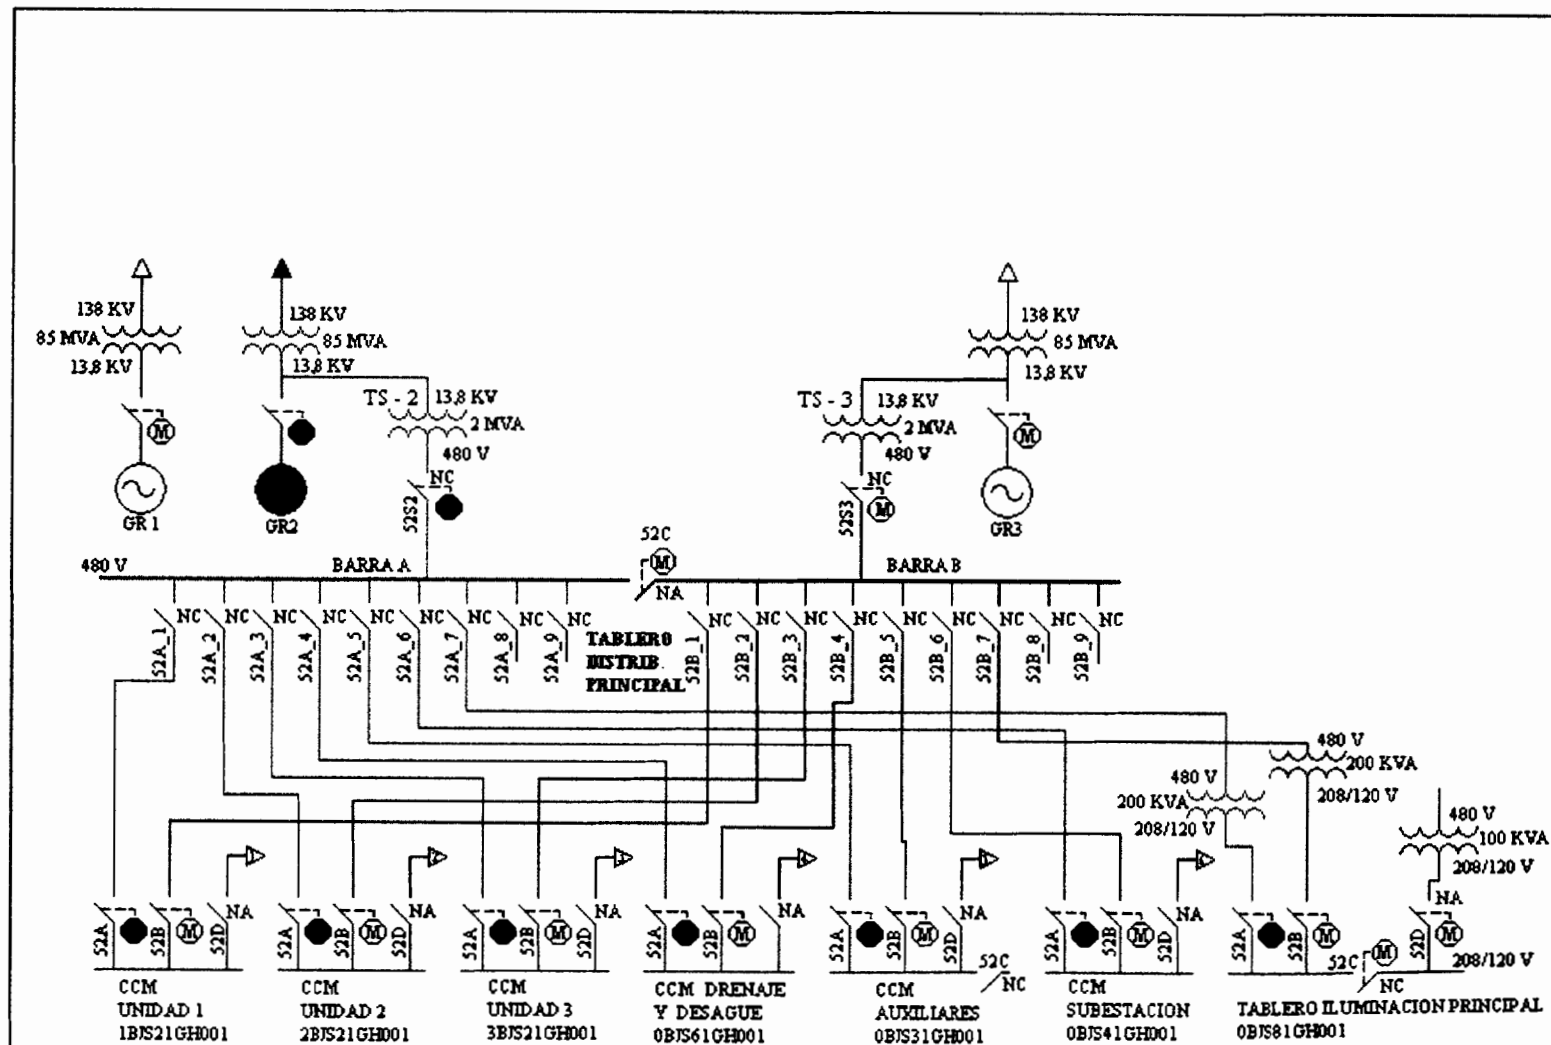 138 KV
85 MVA
13,8 KV
M
GR 1
138 KV
85 MVA
13,8 KV
GR2
TS - 2
13,8 KV
2 MVA
480 V
NC
52S2
138 KV
85 MVA
13,8 KV
M
GR3
TS - 3
13,8 KV
2 MVA
480 V
NC
52S3
M
480 V
BARRA A
52C
M
NA
BARRA B
52A_1
NC
52A_2
NC
52A_3
NC
52A_4
NC
52A_5
NC
52A_6
NC
52A_7
NC
52A_8
NC
52A_9
NC
TABLERO
DISTRIB.
PRINCIPAL
52B_1
NC
52B_2
NC
52B_3
NC
52B_4
NC
52B_5
NC
52B_6
NC
52B_7
NC
52B_8
NC
52B_9
NC
480 V
200 KVA
208/120 V
480 V
200 KVA
208/120 V
480 V
100 KVA
208/120 V
52A
52B
M
52D
NA
CCM
UNIDAD 1
1BJS21GH001
52A
52B
M
52D
NA
CCM
UNIDAD 2
2BJS21GH001
52A
52B
M
52D
NA
CCM
UNIDAD 3
3BJS21GH001
52A
52B
M
NA
CCM DRENAJE
Y DESAGUE
0BJS61GH001
52A
52B
M
52D
NA
52C
NC
CCM
AUXILIARES
0BJS31GH001
52A
52B
M
52D
NA
CCM
SUBESTACION
0BJS41GH001
52A
52B
M
52C
M
NC
52D
NA
M
208/120 V
TABLERO ILUMINACION PRINCIPAL
0BJS81GH001